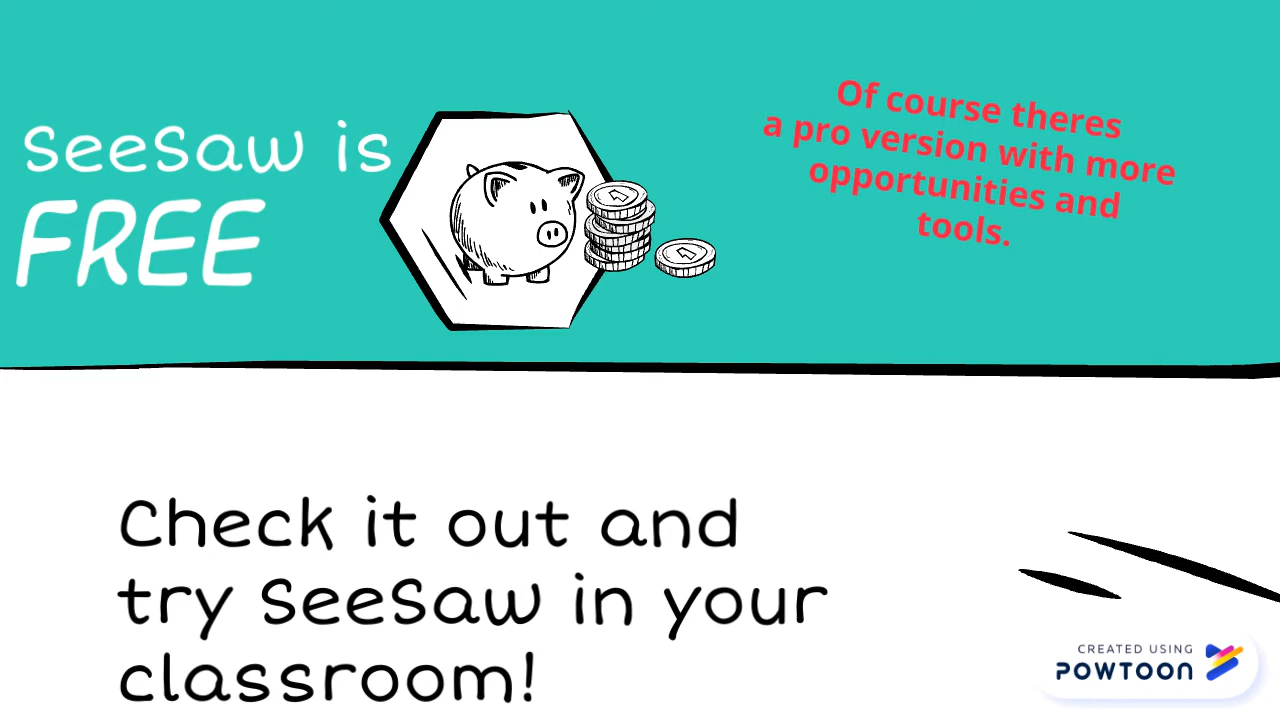 SeeSaw is
FREE
Of course theres
a pro version with more
opportunities and
tools.
Check it out and
try SeeSaw in your
classroom!
CREATED USING
POWTOON